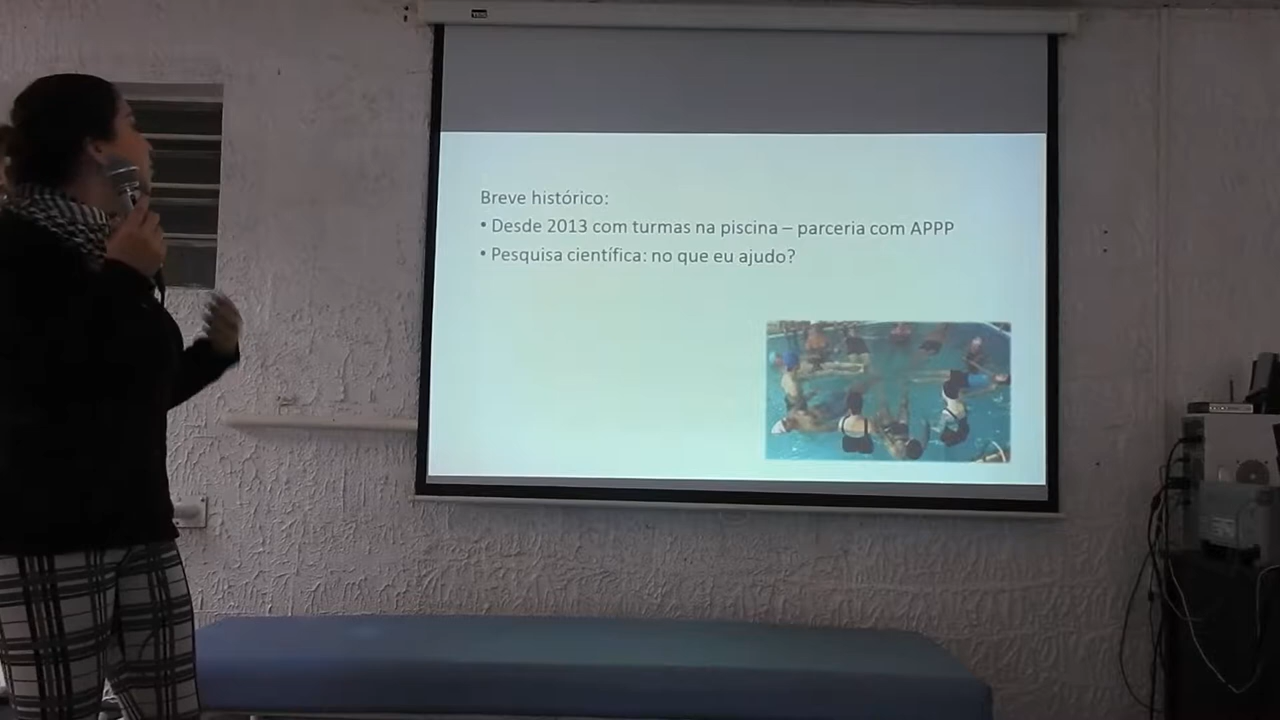 Breve histórico:
• Desde 2013 com turmas na piscina – parceria com APPP
• Pesquisa científica: no que eu ajudo?